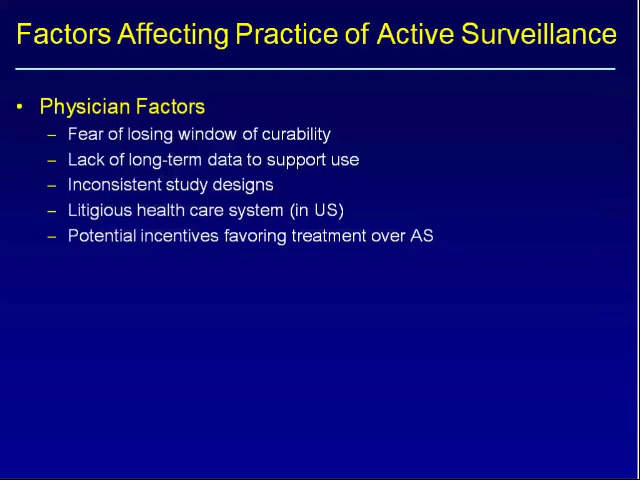 Factors Affecting Practice of Active Surveillance
• Physician Factors
– Fear of losing window of curability
– Lack of long-term data to support use
– Inconsistent study designs
– Litigious health care system (in US)
– Potential incentives favoring treatment over AS